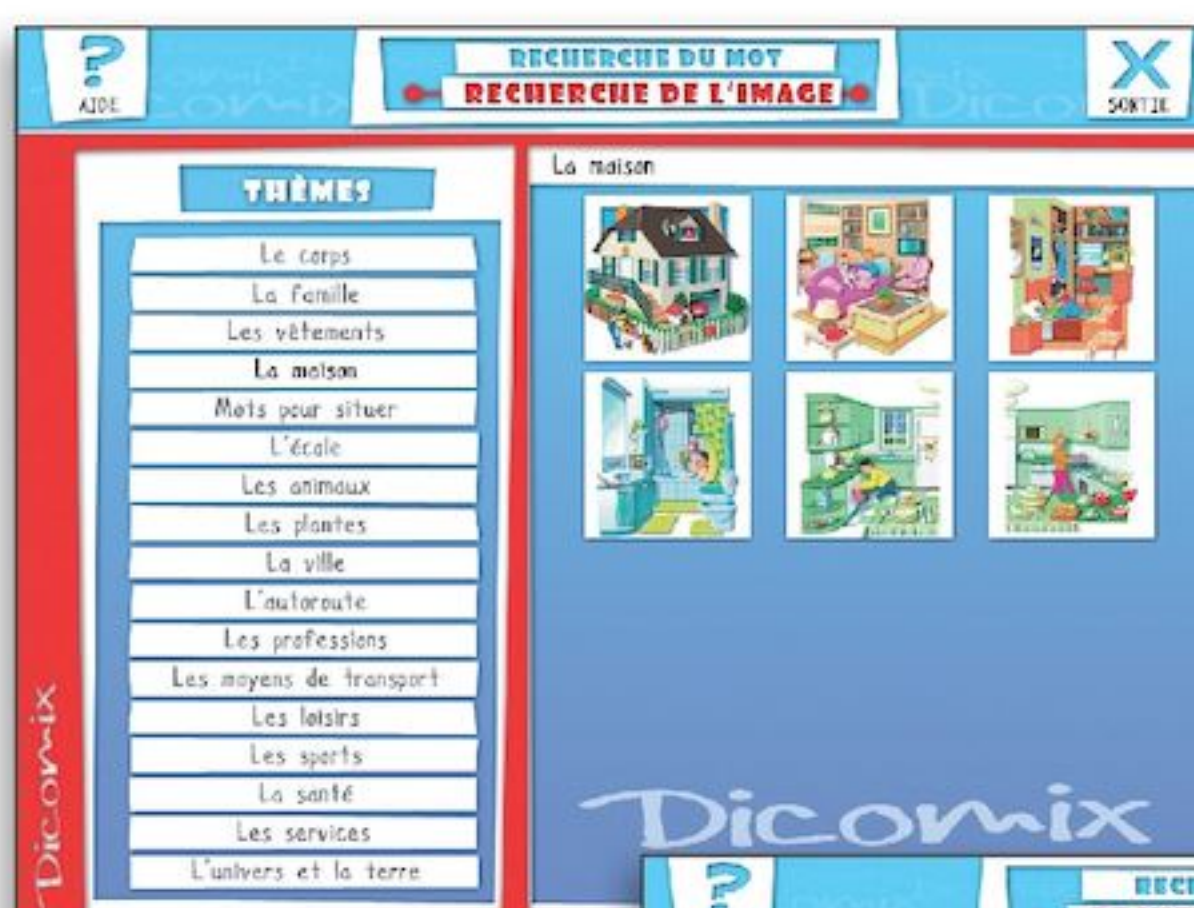 AIDE
RECHERCHE DU MOT
RECHERCHE DE L'IMAGE
SORTIE
THÈMES
Le corps
La famille
Les vêtements
La maison
Mots pour situer
L'école
Les animaux
Les plantes
La ville
L'autoroute
Les professions
Les moyens de transport
Les loisirs
Les sports
La santé
Les services
L'univers et la terre
La maison
Dicomix
Dicomix